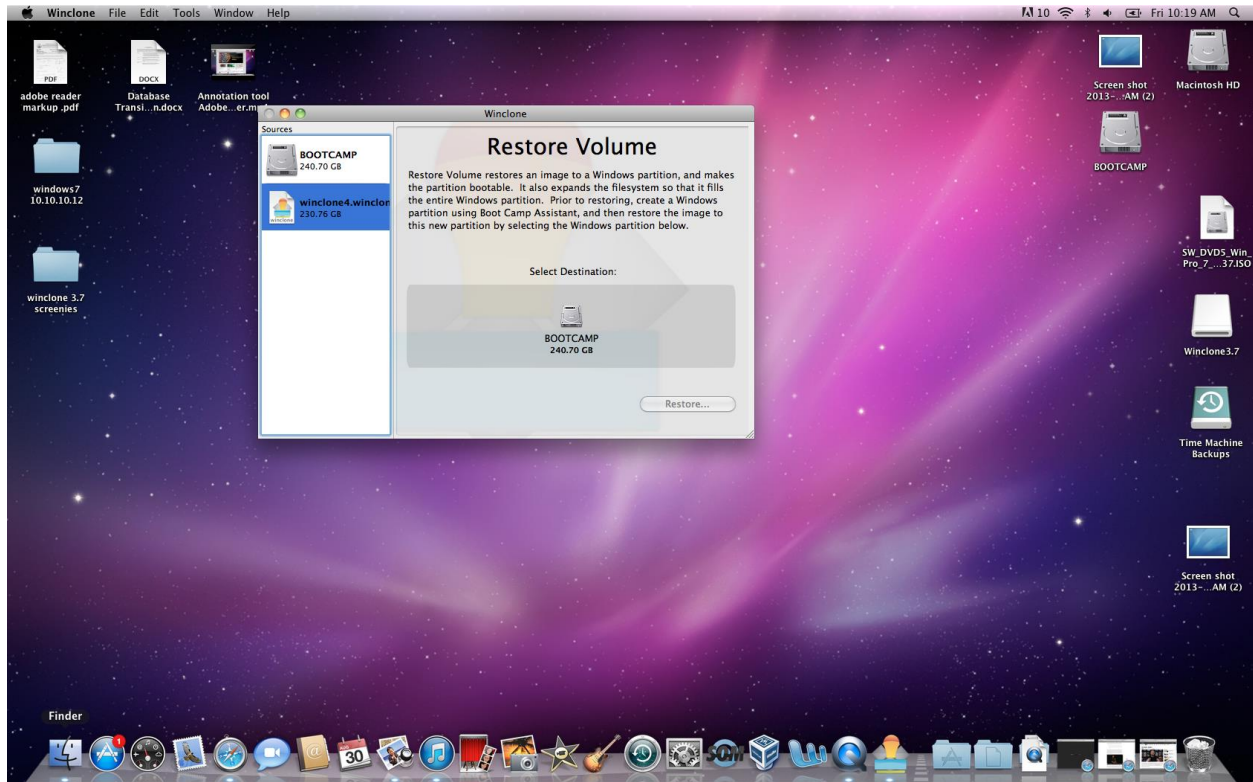 Winclone File Edit Tools Window Help
10 Fri 10:19 AM
PDF
adobe reader
markup .pdf
DOCX
Database
Transi...n.docx
Annotation tool
windows7
10.10.10.12
winclone 3.7
screenies
Winclone
Sources
BOOTCAMP
240.70 GB
winclone4.winclon
230.76 GB
Restore Volume
Restore Volume restores an image to a Windows partition, and makes
the partition bootable. It also expands the filesystem so that it fills
the entire Windows partition. Prior to restoring, create a Windows
partition using Boot Camp Assistant, and then restore the image to
this new partition by selecting the Windows partition below.
Select Destination:
BOOTCAMP
240.70 GB
Restore...
Screen shot
2013-...AM (2)
Macintosh HD
BOOTCAMP
SW_DVD5_Win_
Pro_7_...37.ISO
Winclone3.7
Time Machine
Backups
Screen shot
2013-...AM (2)
Finder
1
30